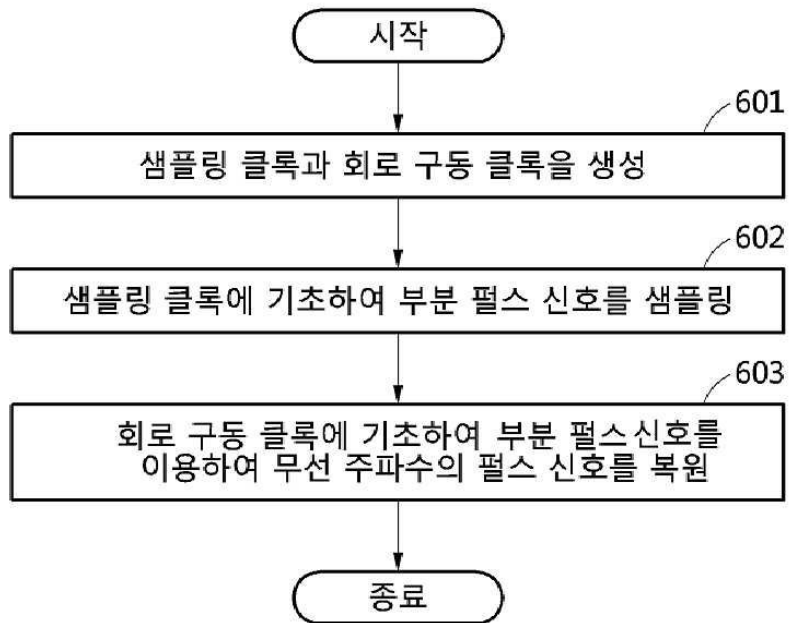 시작
601
샘플링 클록과 회로 구동 클록을 생성
602
샘플링 클록에 기초하여 부분 펄스 신호를 샘플링
603
회로 구동 클록에 기초하여 부분 펄스신호를
이용하여 무선 주파수의 펄스 신호를 복원
종료